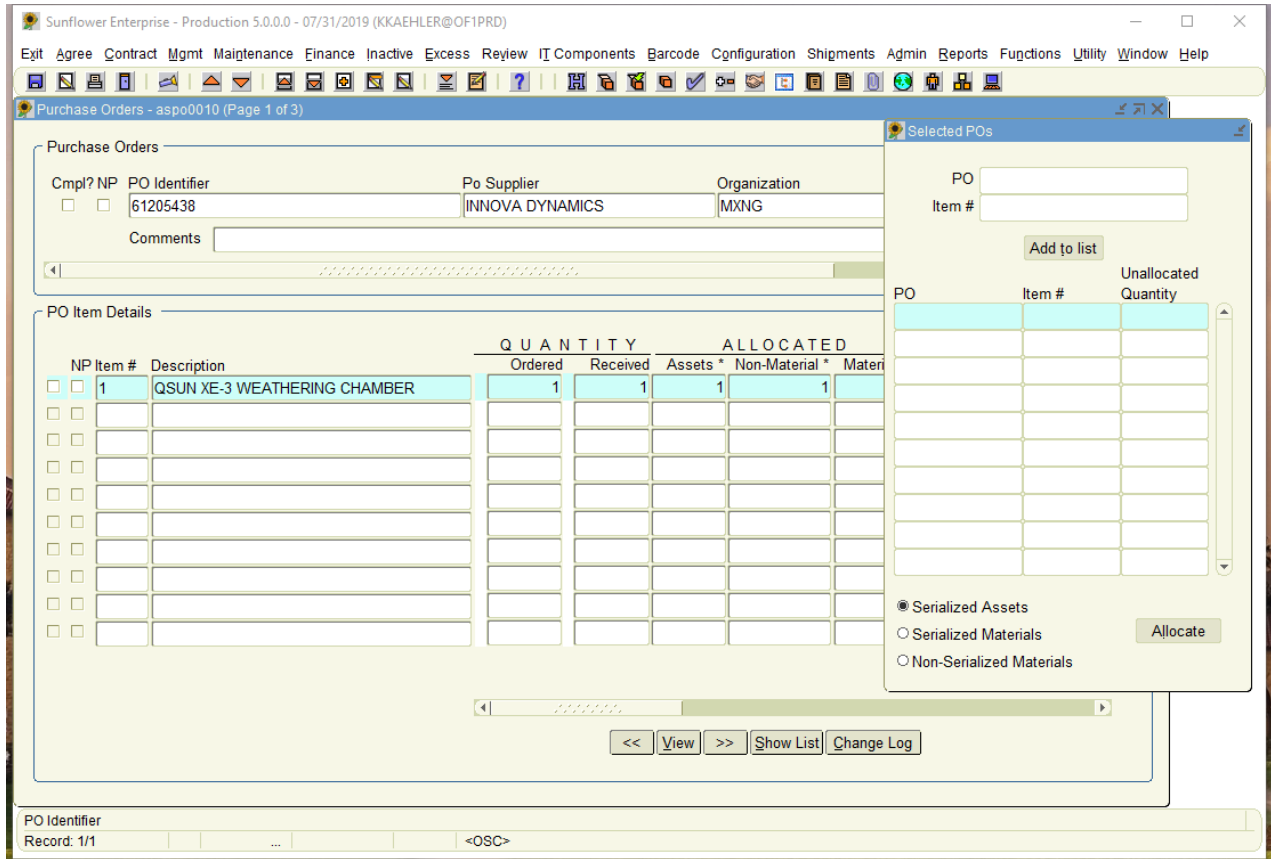 Sunflower Enterprise - Production 5.0.0.0 - 07/31/2019 (KKAEHLER@OF1PRD)
Exit Agree Contract Mgmt Maintenance Finance Inactive Excess Review IT Components Barcode Configuration Shipments Admin Reports Functions Utility Window Help
Purchase Orders - aspo0010 (Page 1 of 3)
Purchase Orders
Cmpl? NP PO Identifier Po Supplier Organization
61205438 INNOVA DYNAMICS MXNG
Comments
PO Item Details
QUANTITY ALLOCATED
NP Item # Description Ordered Received Assets * Non-Material * Materi
1 QSUN XE-3 WEATHERING CHAMBER 1 1 1 1
<< View >> Show List Change Log
Selected POs
PO
Item #
Add to list
Unallocated
PO Item # Quantity
Serialized Assets
Serialized Materials
Allocate
Non-Serialized Materials
PO Identifier
Record: 1/1 ... <OSC>